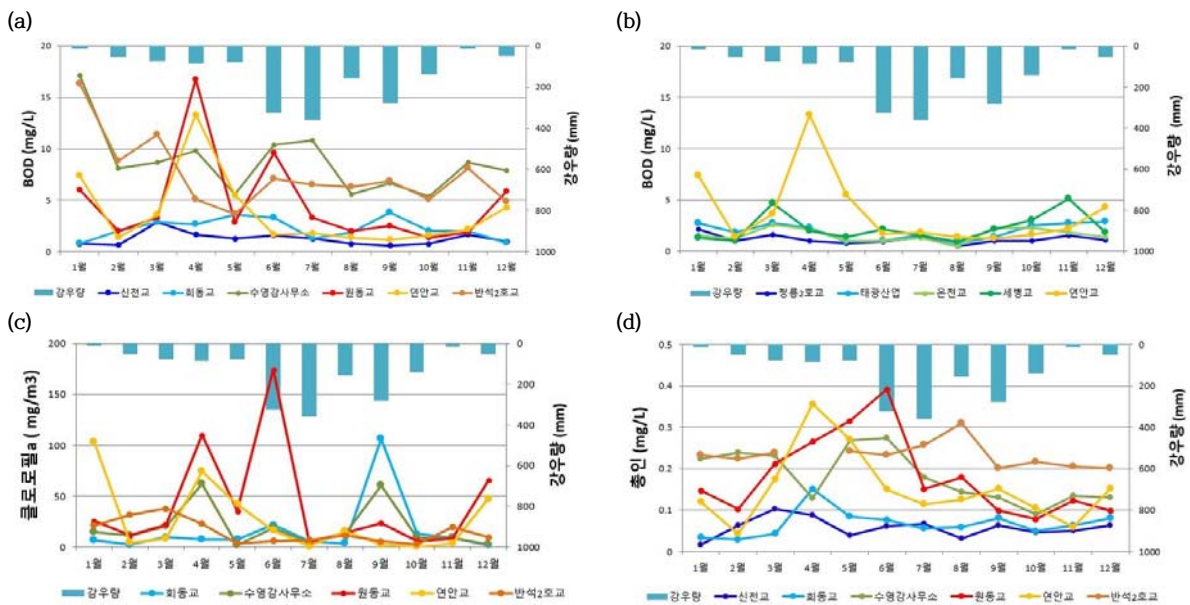 (a)
20
15
10
5
0
BOD (mg/L)
0
200
400
600
800
1000
강우량 (mm)
1월 2월 3월 4월 5월 6월 7월 8월 9월 10월 11월 12월
강우량 신전교 회동교 수영강사무소 원동교 연안교 반석2호교
(b)
20
15
10
5
0
BOD (mg/L)
0
200
400
600
800
1000
강우량 (mm)
1월 2월 3월 4월 5월 6월 7월 8월 9월 10월 11월 12월
강우량 청룡2호교 태광산업 온천교 세병교 연안교
(c)
200
150
100
50
0
클로로필a ( mg/m3)
0
200
400
600
800
1000
강우량 (mm)
1월 2월 3월 4월 5월 6월 7월 8월 9월 10월 11월 12월
강우량 회동교 수영강사무소 원동교 연안교 반석2호교
(d)
0.5
0.4
0.3
0.2
0.1
0
총인 (mg/L)
0
200
400
600
800
1000
강우량 (mm)
1월 2월 3월 4월 5월 6월 7월 8월 9월 10월 11월 12월
강우량 신전교 회동교 수영강사무소 원동교 연안교 반석2호교